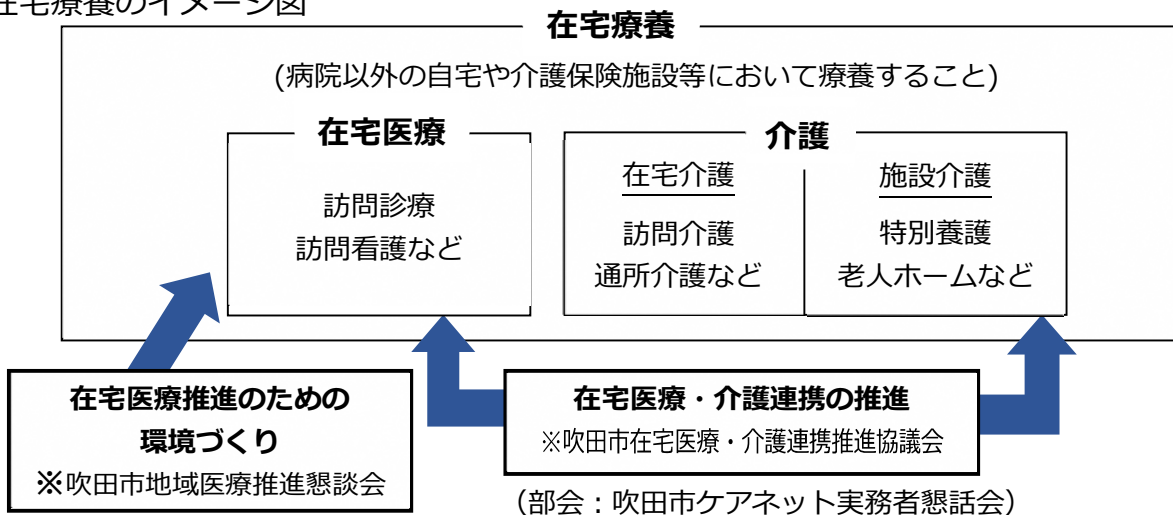 在宅療養のイメージ図
在宅療養
(病院以外の自宅や介護保険施設等において療養すること)
在宅医療
訪問診療
訪問看護など
介護
在宅介護
訪問介護
通所介護など
施設介護
特別養護
老人ホームなど
在宅医療推進のための
環境づくり
※吹田市地域医療推進懇談会
在宅医療・介護連携の推進
※吹田市在宅医療・介護連携推進協議会
（部会：吹田市ケアネット実務者懇話会）